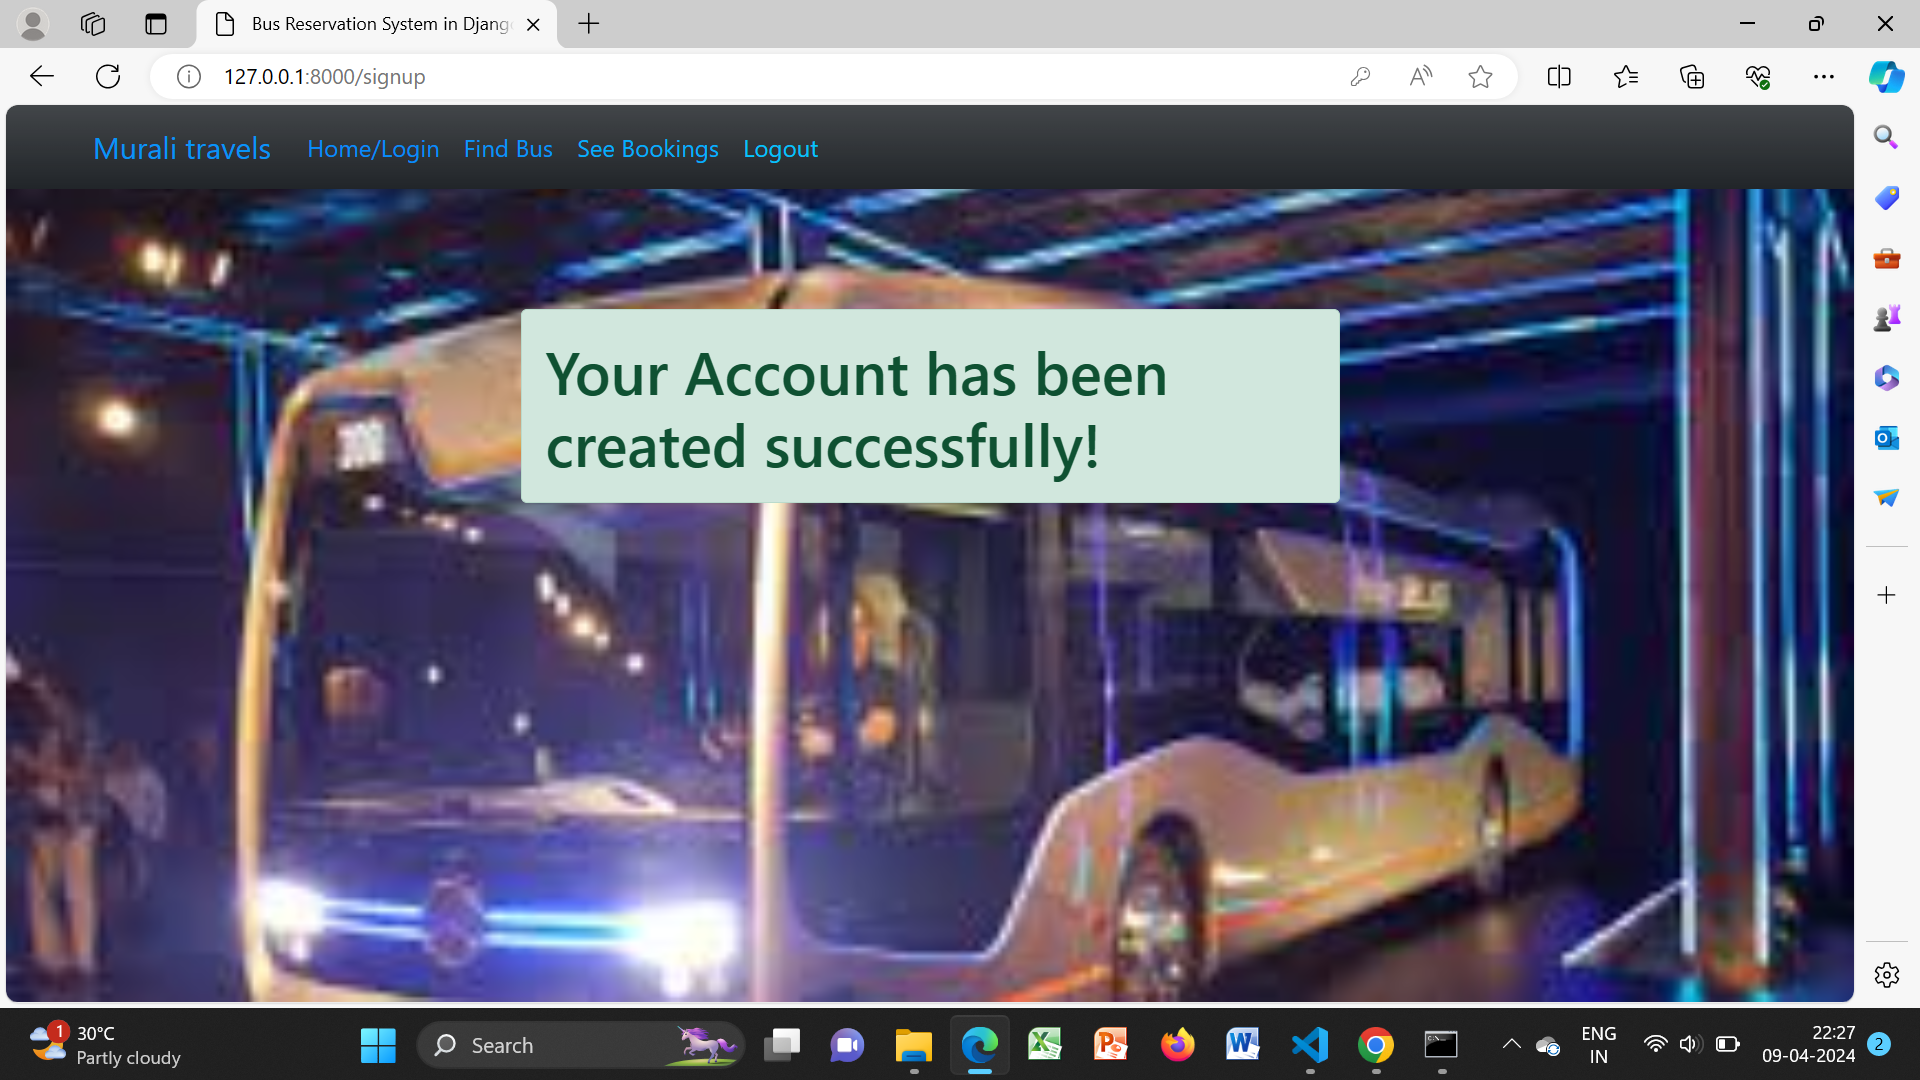 Bus Reservation System in Djang
127.0.0.1:8000/signup
Murali travels Home/Login Find Bus See Bookings Logout
Your Account has been
created successfully!
1
30°C
Partly cloudy
Search
ENG
IN
22:27
09-04-2024
2